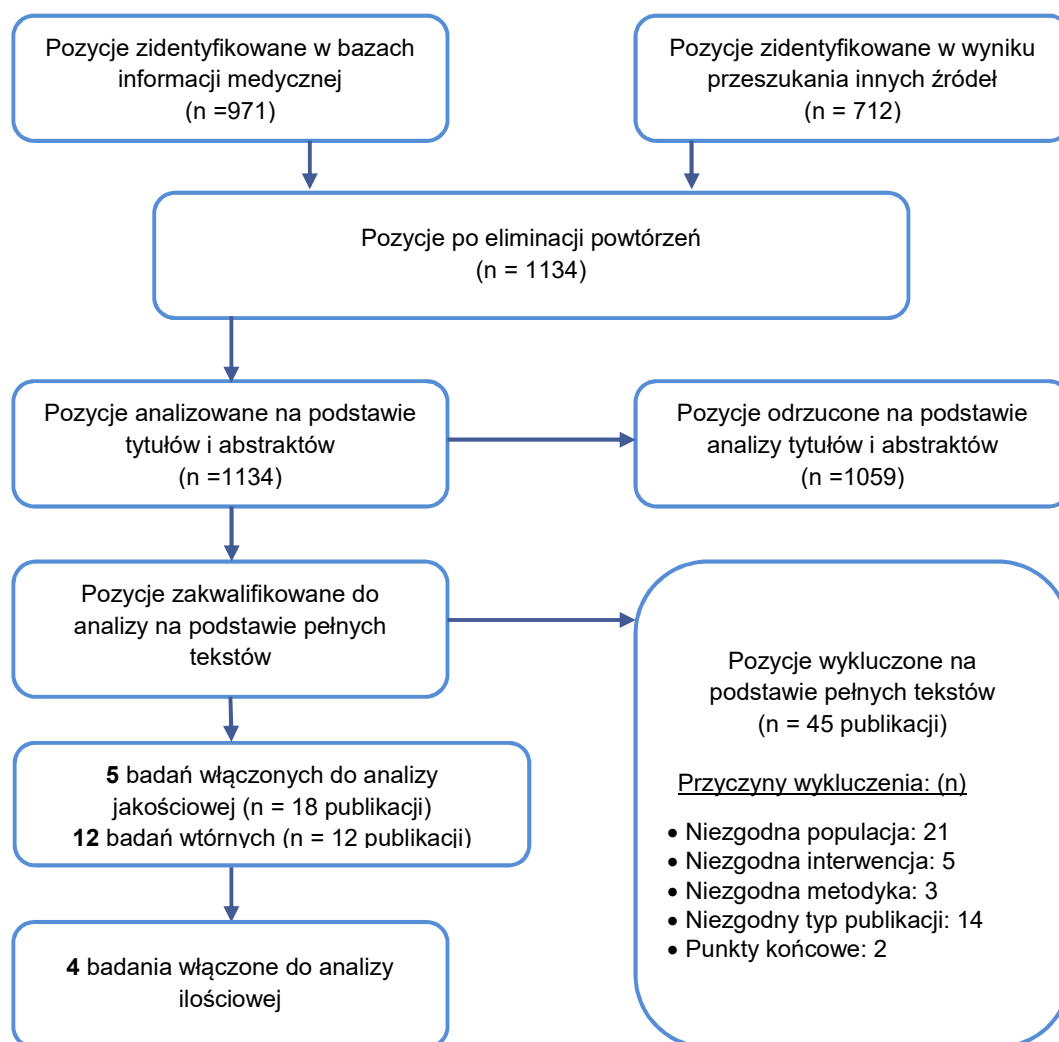 Pozycje zidentyfikowane w bazach
informacji medycznej
(n =971)
Pozycje zidentyfikowane w wyniku
przeszukania innych źródeł
(n = 712)
Pozycje po eliminacji powtórzeń
(n = 1134)
Pozycje analizowane na podstawie
tytułów i abstraktów
(n =1134)
Pozycje odrzucone na podstawie
analizy tytułów i abstraktów
(n =1059)
Pozycje zakwalifikowane do
analizy na podstawie pełnych
tekstów
Pozycje wykluczone na
podstawie pełnych tekstów
(n = 45 publikacji)
Przyczyny wykluczenia: (n)
• Niezgodna populacja: 21
• Niezgodna interwencja: 5
• Niezgodna metodyka: 3
• Niezgodny typ publikacji: 14
• Punkty końcowe: 2
5 badań włączonych do analizy
jakościowej (n = 18 publikacji)
12 badań wtórnych (n = 12 publikacji)
4 badania włączone do analizy
ilościowej